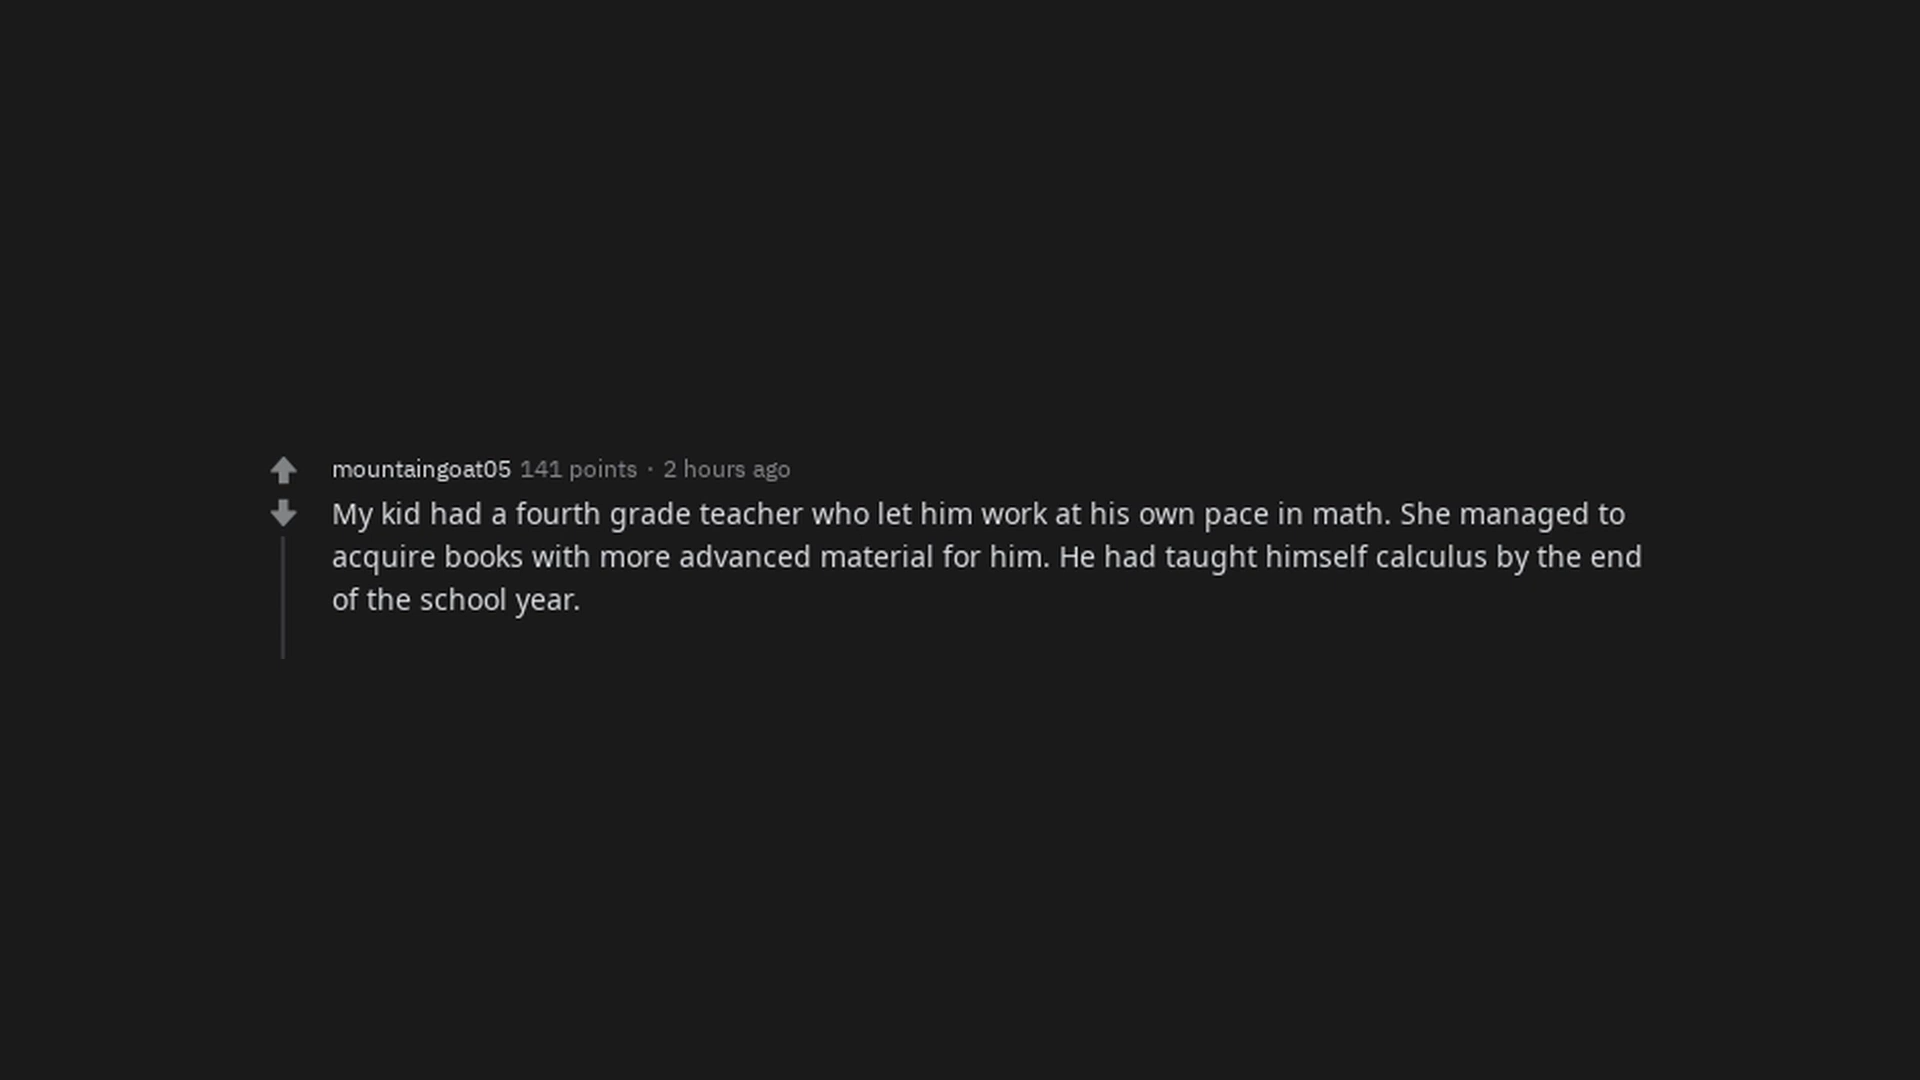 mountaingoat05 141 points · 2 hours ago
My kid had a fourth grade teacher who let him work at his own pace in math. She managed to
acquire books with more advanced material for him. He had taught himself calculus by the end
of the school year.